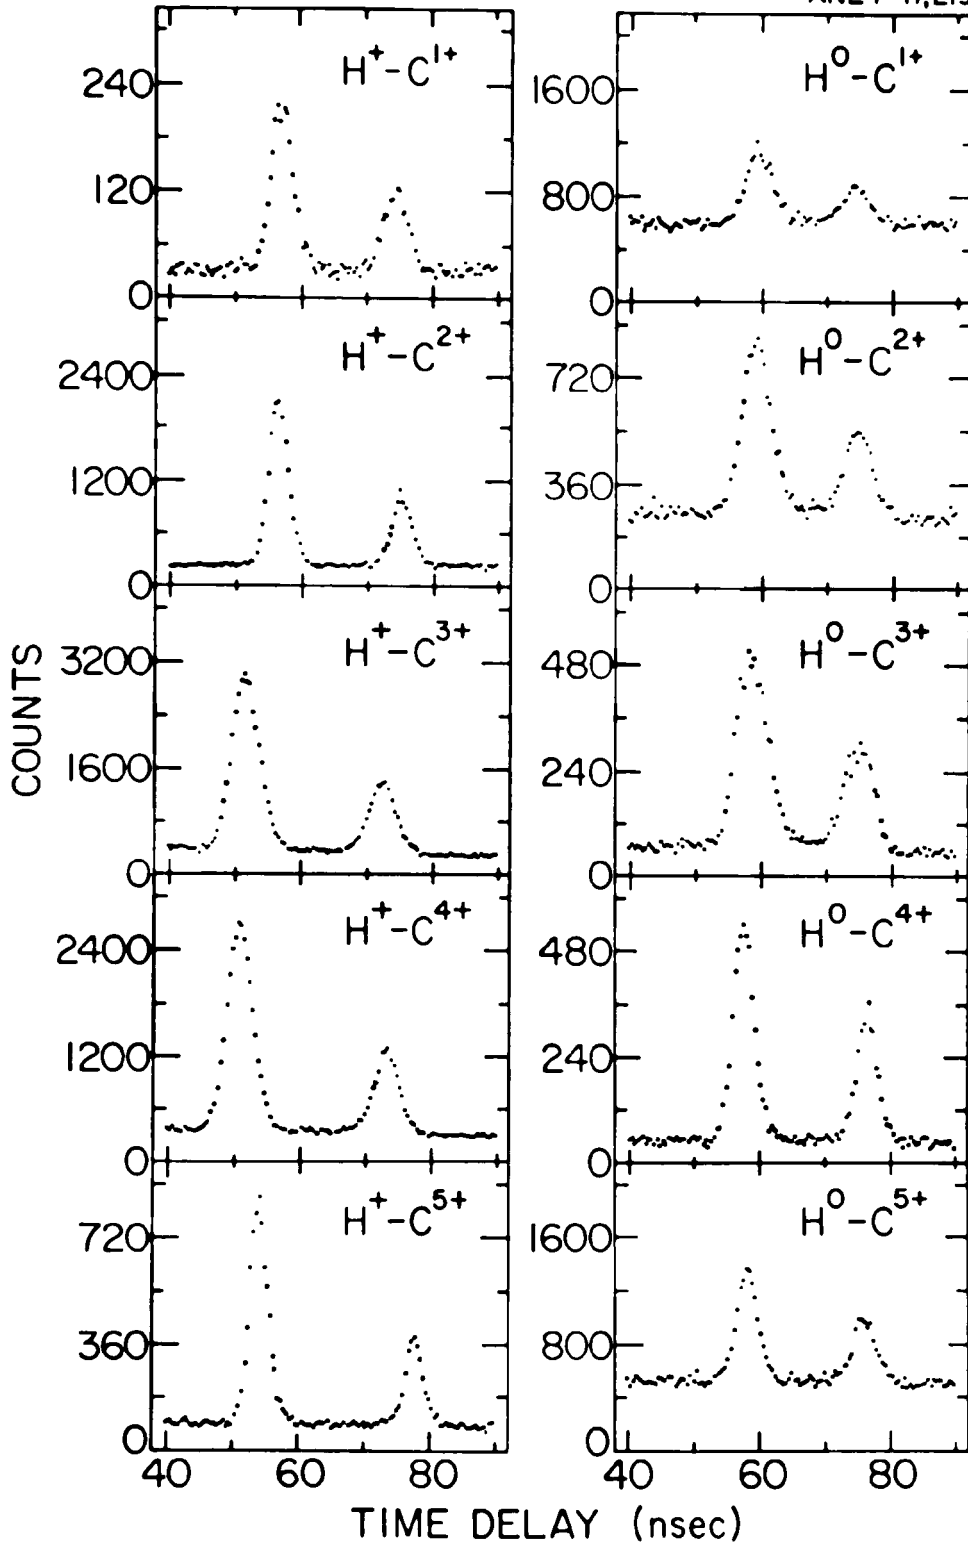 H⁺-C¹⁺
240
120
0
H⁰-C¹⁺
1600
800
0
H⁺-C²⁺
2400
1200
0
H⁰-C²⁺
720
360
0
COUNTS
H⁺-C³⁺
3200
1600
0
H⁰-C³⁺
480
240
0
H⁺-C⁴⁺
2400
1200
0
H⁰-C⁴⁺
480
240
0
H⁺-C⁵⁺
720
360
0
H⁰-C⁵⁺
1600
800
0
40 60 80 40 60 80
TIME DELAY (nsec)